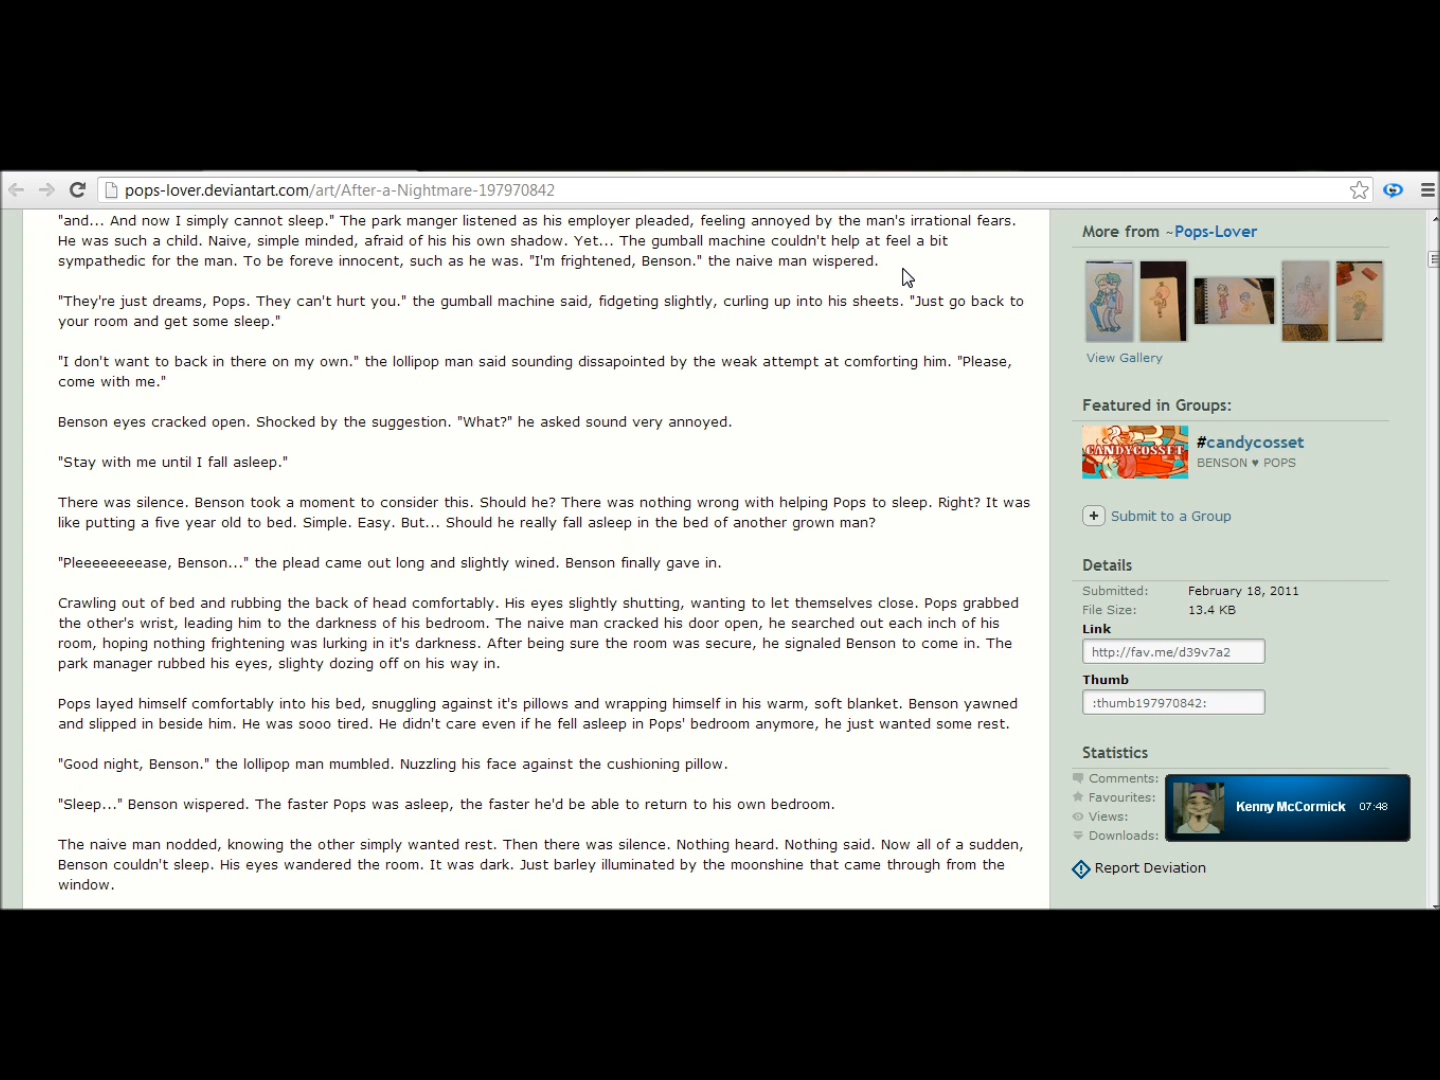 pops-lover.deviantart.com/art/After-a-Nightmare-197970842
"and... And now I simply cannot sleep." The park manger listened as his employer pleaded, feeling annoyed by the man's irrational fears.
He was such a child. Naive, simple minded, afraid of his his own shadow. Yet... The gumball machine couldn't help at feel a bit
sympathedic for the man. To be foreve innocent, such as he was. "I'm frightened, Benson." the naive man wispered.
"They're just dreams, Pops. They can't hurt you." the gumball machine said, fidgeting slightly, curling up into his sheets. "Just go back to
your room and get some sleep."
"I don't want to back in there on my own." the lollipop man said sounding dissapointed by the weak attempt at comforting him. "Please,
come with me."
Benson eyes cracked open. Shocked by the suggestion. "What?" he asked sound very annoyed.
"Stay with me until I fall asleep."
There was silence. Benson took a moment to consider this. Should he? There was nothing wrong with helping Pops to sleep. Right? It was
like putting a five year old to bed. Simple. Easy. But... Should he really fall asleep in the bed of another grown man?
"Pleeeeeeeease, Benson..." the plead came out long and slightly wined. Benson finally gave in.
Crawling out of bed and rubbing the back of head comfortably. His eyes slightly shutting, wanting to let themselves close. Pops grabbed
the other's wrist, leading him to the darkness of his bedroom. The naive man cracked his door open, he searched out each inch of his
room, hoping nothing frightening was lurking in it's darkness. After being sure the room was secure, he signaled Benson to come in. The
park manager rubbed his eyes, slighty dozing off on his way in.
Pops layed himself comfortably into his bed, snuggling against it's pillows and wrapping himself in his warm, soft blanket. Benson yawned
and slipped in beside him. He was sooo tired. He didn't care even if he fell asleep in Pops' bedroom anymore, he just wanted some rest.
"Good night, Benson." the lollipop man mumbled. Nuzzling his face against the cushioning pillow.
"Sleep..." Benson wispered. The faster Pops was asleep, the faster he'd be able to return to his own bedroom.
The naive man nodded, knowing the other simply wanted rest. Then there was silence. Nothing heard. Nothing said. Now all of a sudden,
Benson couldn't sleep. His eyes wandered the room. It was dark. Just barley illuminated by the moonshine that came through from the
window.
More from ~Pops-Lover
View Gallery
Featured in Groups:
CANDYCOSSET
#candycosset
BENSON ♥ POPS
Submit to a Group
Details
Submitted: February 18, 2011
File Size: 13.4 KB
Link
http://fav.me/d39v7a2
Thumb
:thumb197970842:
Statistics
Comments:
Favourites:
Views:
Downloads:
Kenny McCormick 07:48
Report Deviation